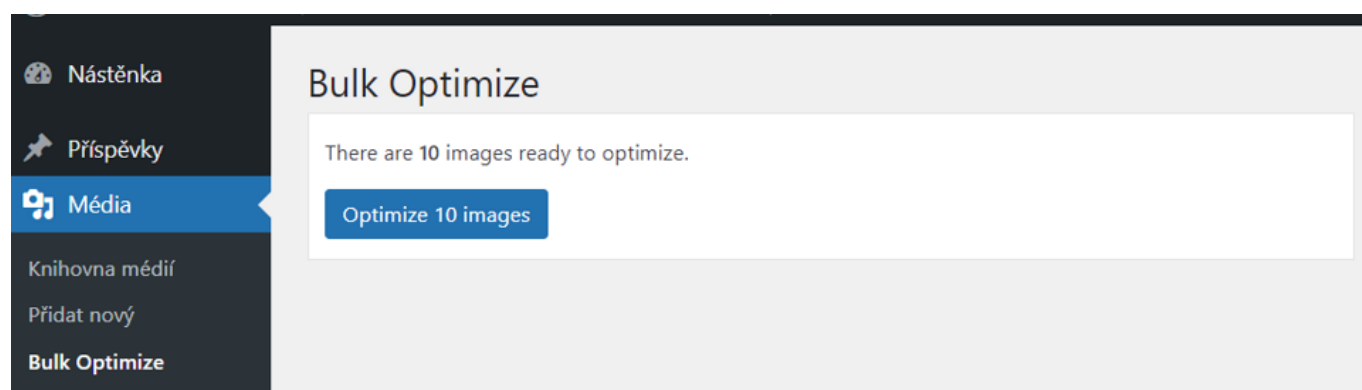 Nástěnka
Příspěvky
Média
Knihovna médií
Přidat nový
Bulk Optimize
Bulk Optimize
There are 10 images ready to optimize.
Optimize 10 images